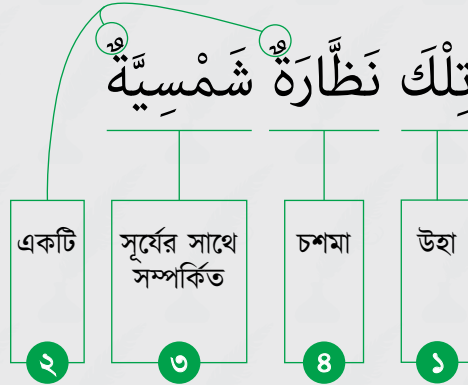 تِلْكَ نَظَّارَةٌ شَمْسِيَّةٌ
একটি
সূর্যের সাথে
সম্পর্কিত
চশমা
উহা
২
৩
৪
১